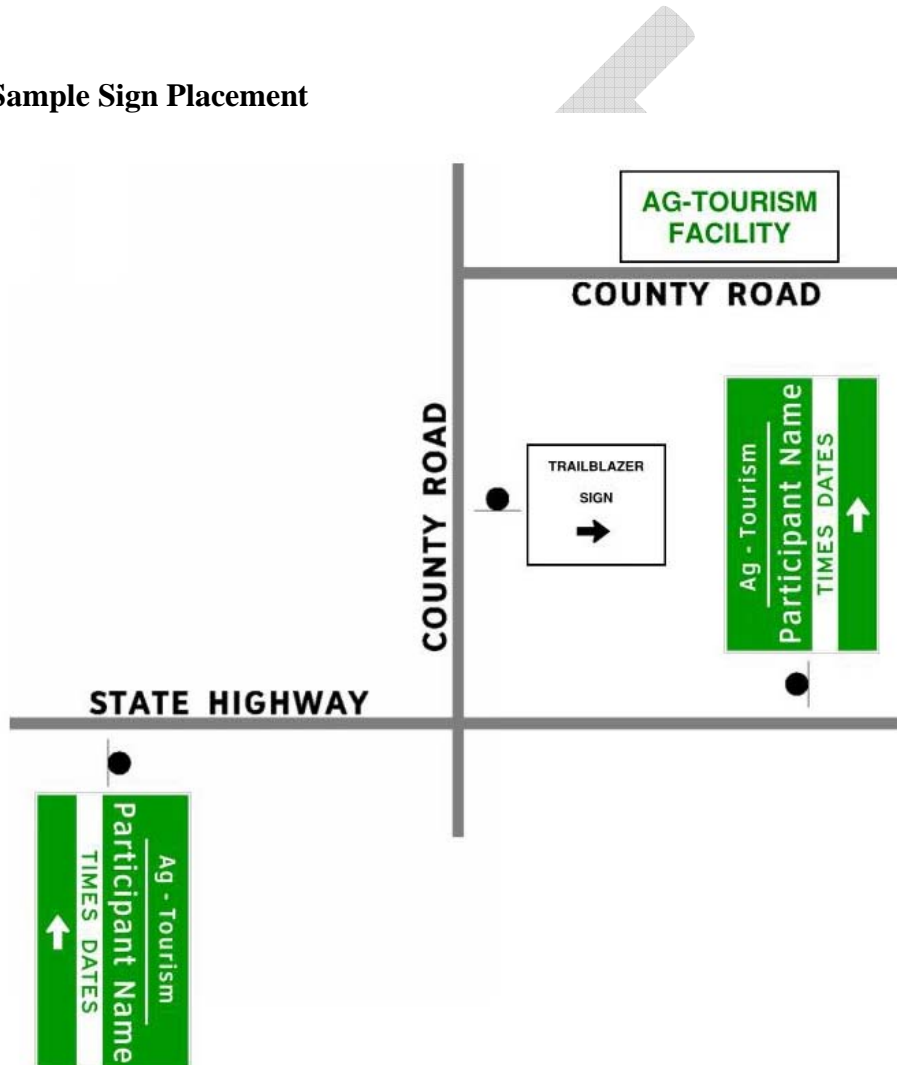 Sample Sign Placement
AG-TOURISM
FACILITY
COUNTY ROAD
COUNTY ROAD
TRAILBLAZER
SIGN
Ag - Tourism
Participant Name
TIMES DATES
STATE HIGHWAY
Ag - Tourism
Participant Name
TIMES DATES